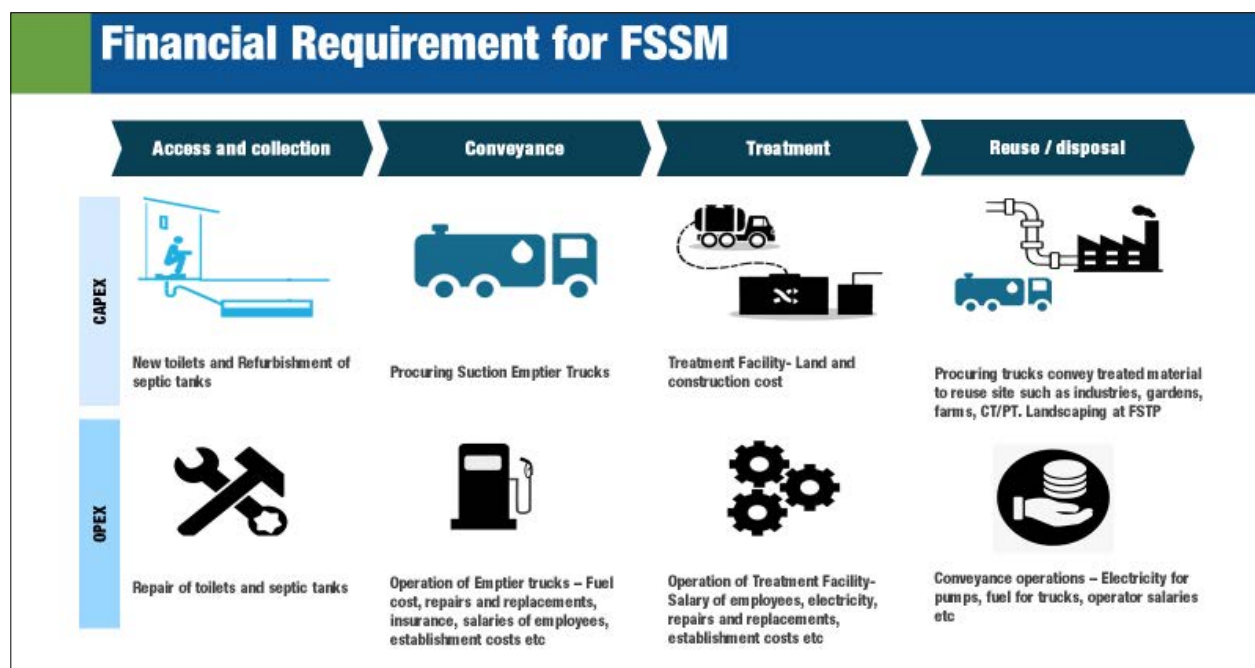 Financial Requirement for FSSM
Access and collection
Conveyance
Treatment
Reuse / disposal
CAPEX
New toilets and Refurbishment of
septic tanks
Procuring Suction Emptier Trucks
Treatment Facility- Land and
construction cost
Procuring trucks convey treated material
to reuse site such as industries, gardens,
farms, CT/PT. Landscaping at FSTP
OPEX
Repair of toilets and septic tanks
Operation of Emptier trucks – Fuel
cost, repairs and replacements,
insurance, salaries of employees,
establishment costs etc
Operation of Treatment Facility-
Salary of employees, electricity,
repairs and replacements,
establishment costs etc
Conveyance operations – Electricity for
pumps, fuel for trucks, operator salaries
etc